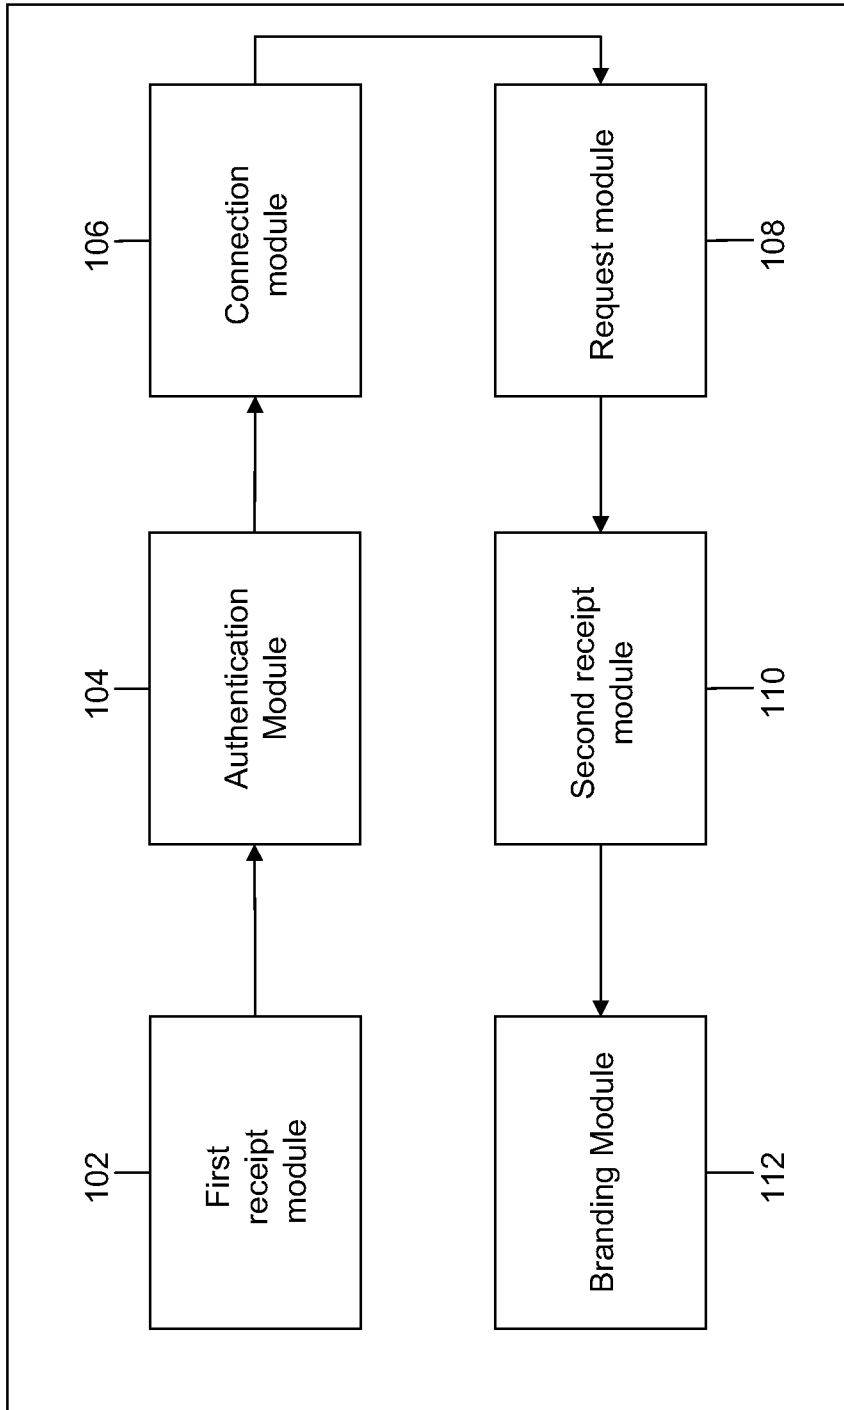 102
First
receipt
module
104
Authentication
Module
106
Connection
module
Request module
108
Second receipt
module
110
Branding Module
112